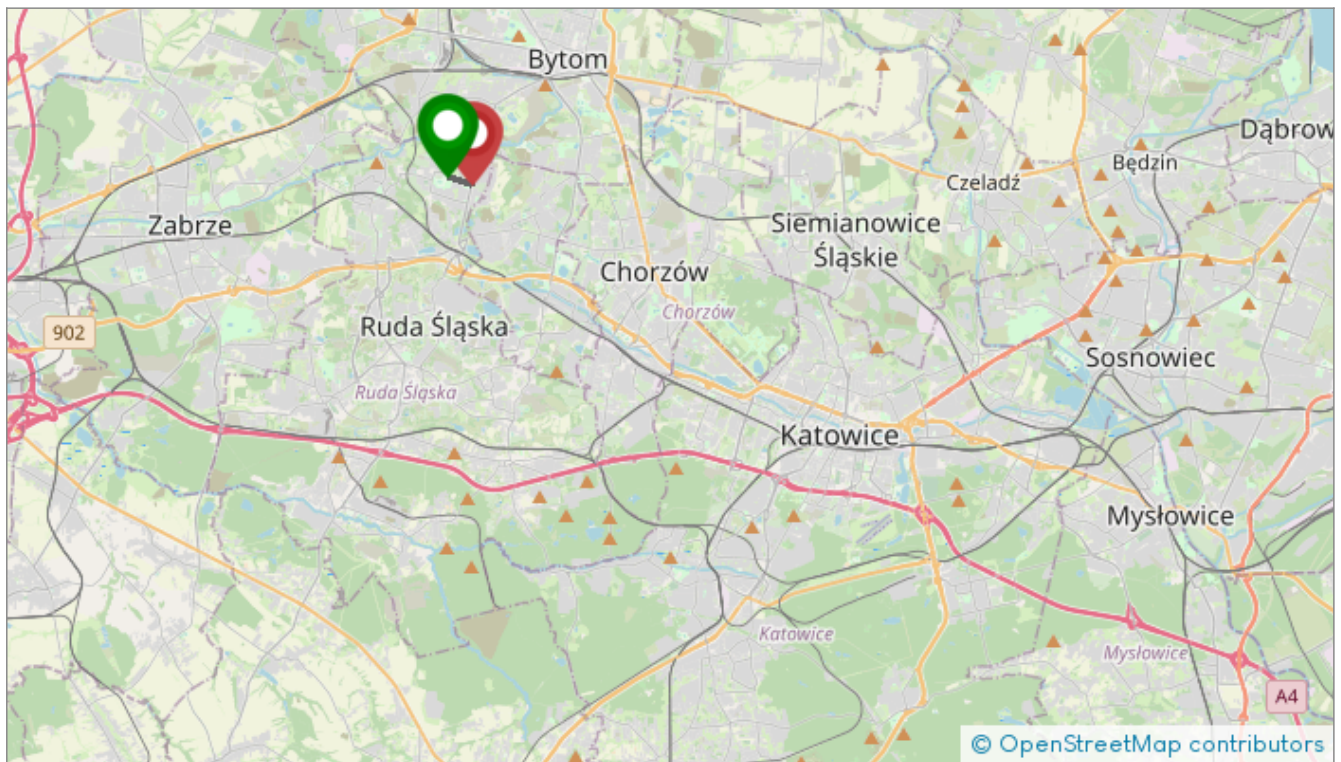 Bytom
Dąbrow
Będzin
Czeladź
Zabrze
Siemianowice
Śląskie
Chorzów
Chorzów
902
Ruda Śląska
Sosnowiec
Ruda Śląska
Katowice
Mysłowice
Katowice
Mysłowice
A4
© OpenStreetMap contributors